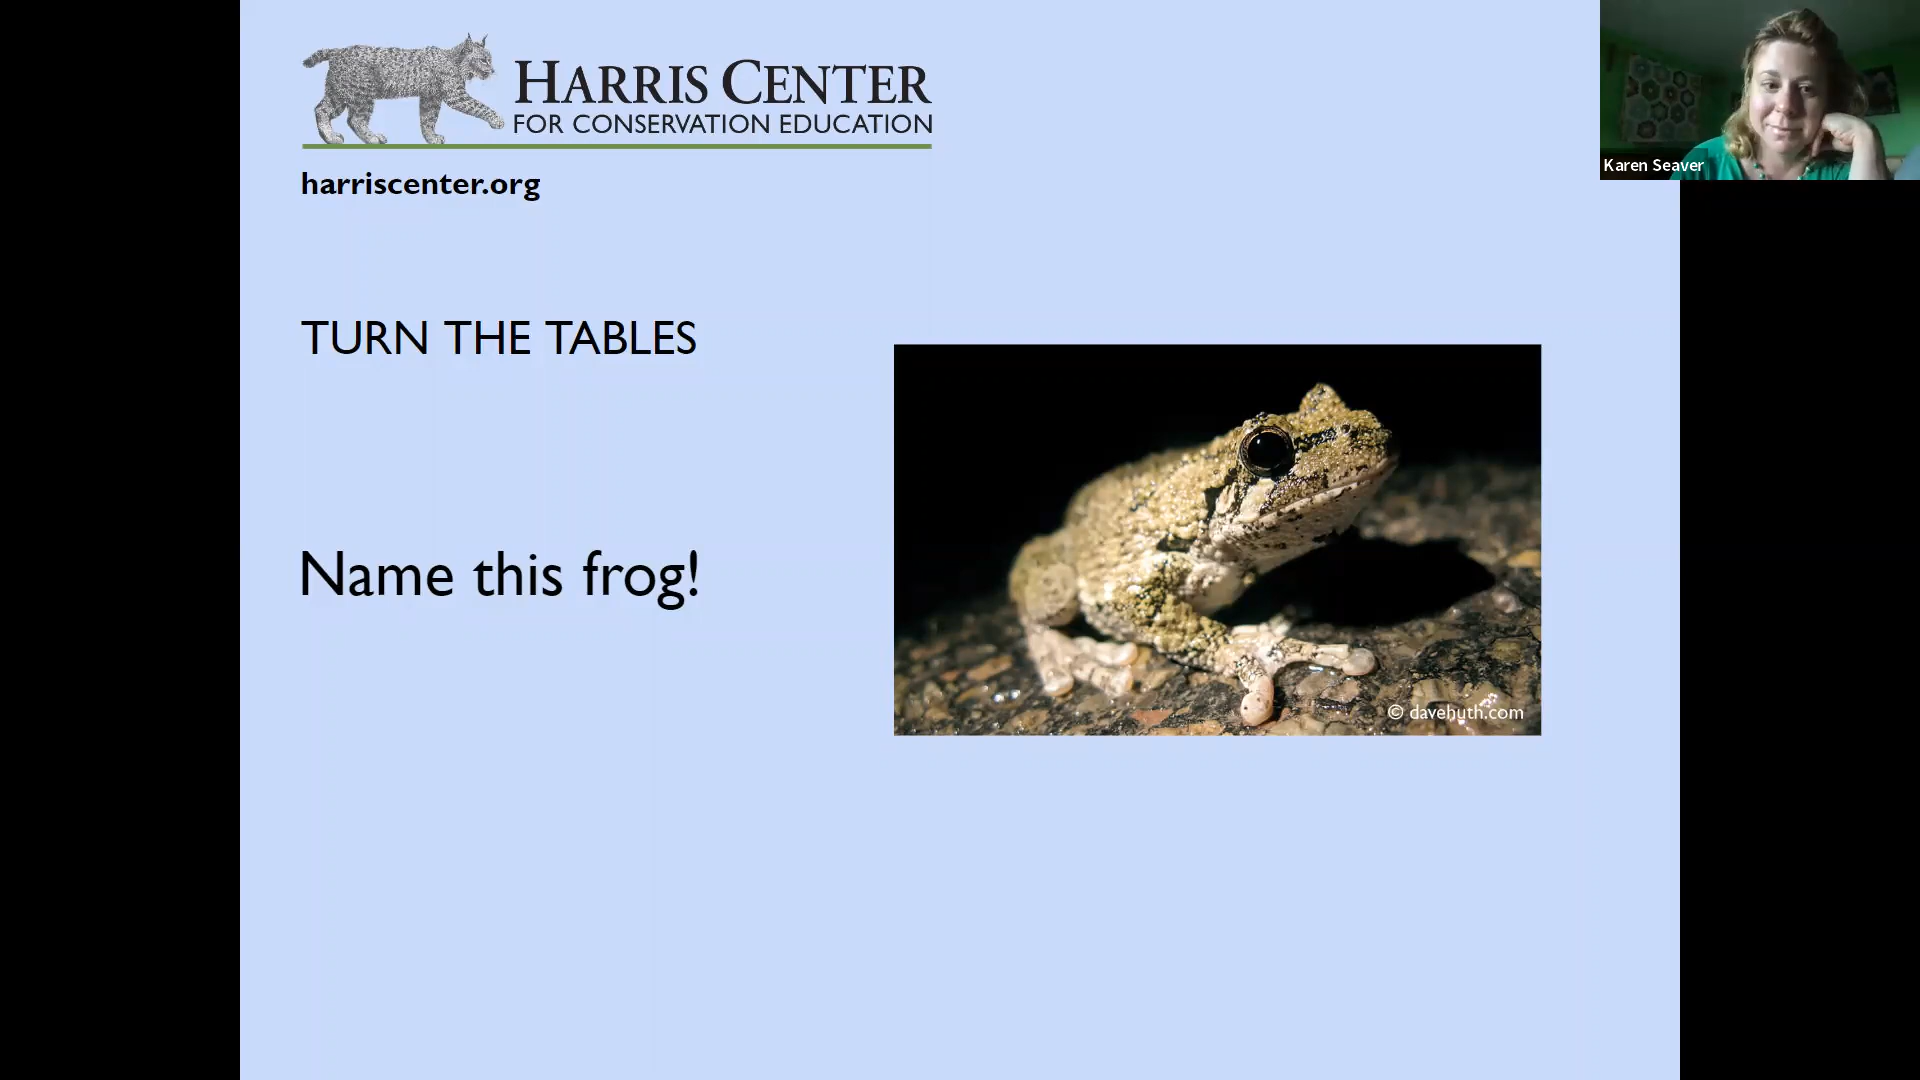 HARRIS CENTER
FOR CONSERVATION EDUCATION
harriscenter.org
Karen Seaver
TURN THE TABLES
Name this frog!
© davehuth.com